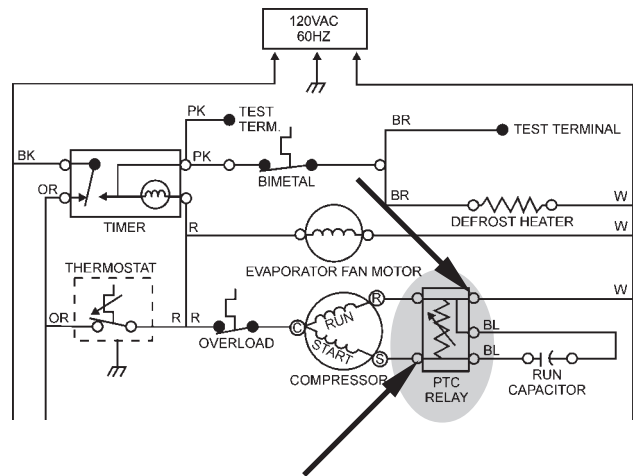 120VAC
60HZ
PK
TEST
TERM.
BR
TEST TERMINAL
BK
PK
BIMETAL
OR
TIMER
BR
W
DEFROST HEATER
R
W
EVAPORATOR FAN MOTOR
THERMOSTAT
OR
R
R
OVERLOAD
C
RUN
START
R
S
COMPRESSOR
W
BL
BL
PTC
RELAY
RUN
CAPACITOR